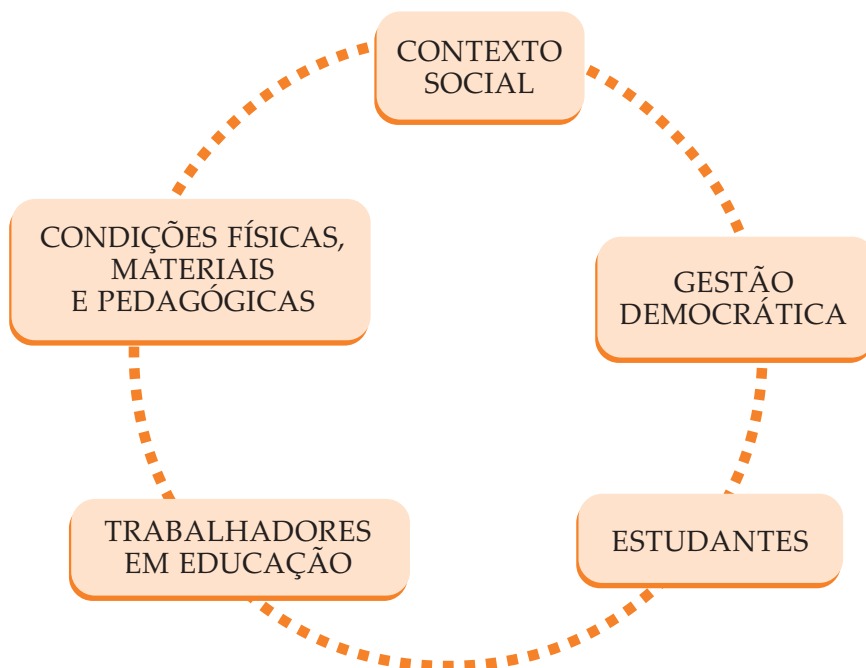 CONTEXTO
SOCIAL
CONDIÇÕES FÍSICAS,
MATERIAIS
E PEDAGÓGICAS
GESTÃO
DEMOCRÁTICA
TRABALHADORES
EM EDUCAÇÃO
ESTUDANTES